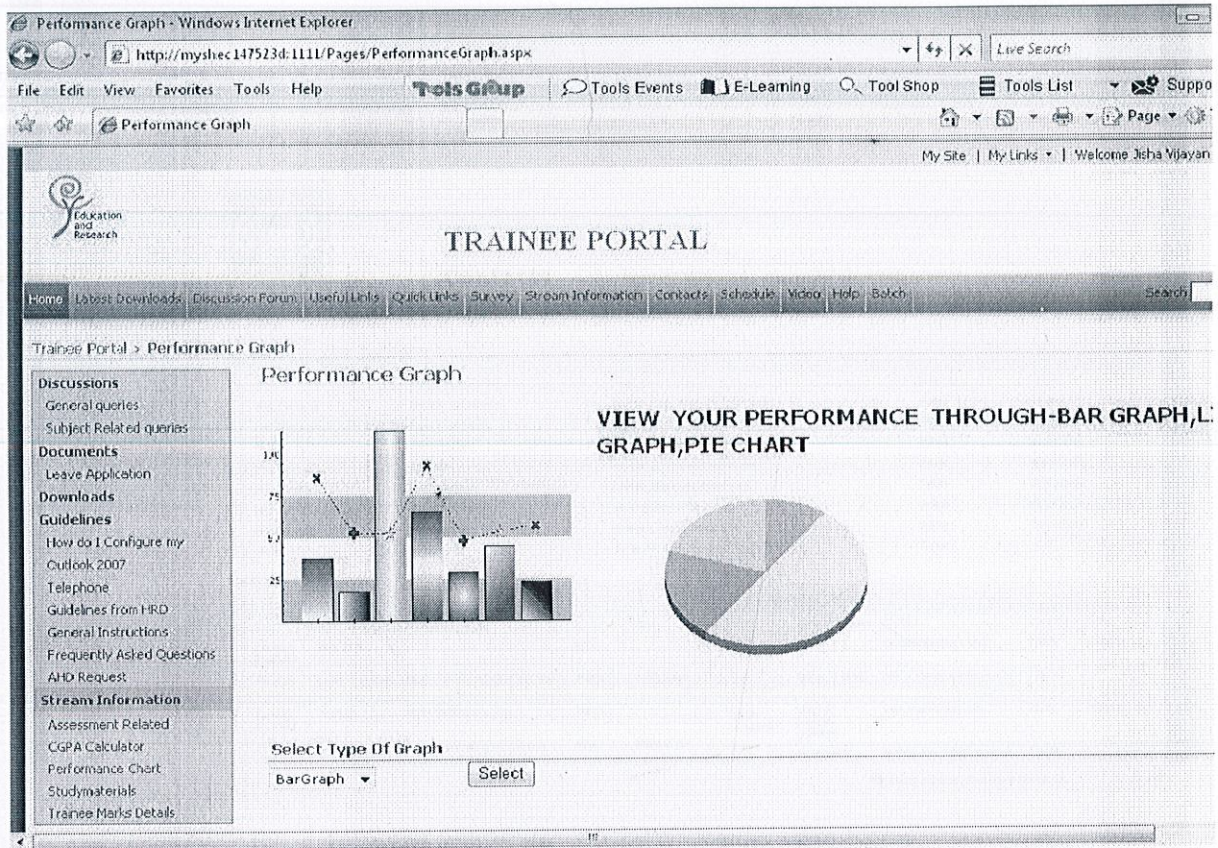 Performance Graph - Windows Internet Explorer
http://myshec147523d:1111/Pages/PerformanceGraph.aspx
Live Search
File Edit View Favorites Tools Help Tools Group Tools Events E-Learning Tool Shop Tools List Suppo
Performance Graph
Page
My Site | My Links | Welcome Jisha Vijayan
Education
and
Research
TRAINEE PORTAL
Home Latest Downloads Discussion Forum Useful Links Quick Links Survey Stream Information Contacts Schedule Video Help Batch Search
Trainee Portal > Performance Graph
Performance Graph
VIEW YOUR PERFORMANCE THROUGH-BAR GRAPH,LI
GRAPH,PIE CHART
100
75
50
25
Discussions
General queries
Subject Related queries
Documents
Leave Application
Downloads
Guidelines
How do I Configure my
Outlook 2007
Telephone
Guidelines from HRD
General Instructions
Frequently Asked Questions
AHD Request
Stream Information
Assessment Related
CGPA Calculator
Performance Chart
Studymaterials
Trainee Marks Details
Select Type Of Graph
BarGraph Select